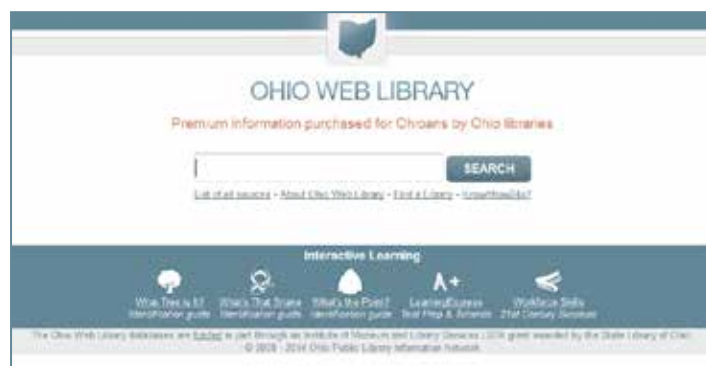 OHIO WEB LIBRARY
Premium information purchased for Ohioans by Ohio libraries
SEARCH
List of all sources - About Ohio Web Library - Find a Library - KnowItNow24x7
Interactive Learning
What Tree Is It? What's That Snake What's the Point? LearningExpress Workforce Skills
Identification guide Identification guide Identification guide Test Prep & Tutorials 21st Century Success
The Ohio Web Library databases are funded in part through an Institute of Museum and Library Services LSTA grant awarded by the State Library of Ohio.
© 2008 - 2014 Ohio Public Library Information Network